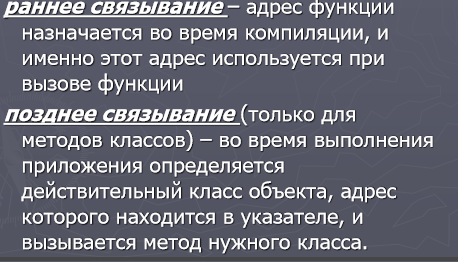 раннее связывание – адрес функции
назначается во время компиляции, и
именно этот адрес используется при
вызове функции
позднее связывание (только для
методов классов) – во время выполнения
приложения определяется
действительный класс объекта, адрес
которого находится в указателе, и
вызывается метод нужного класса.